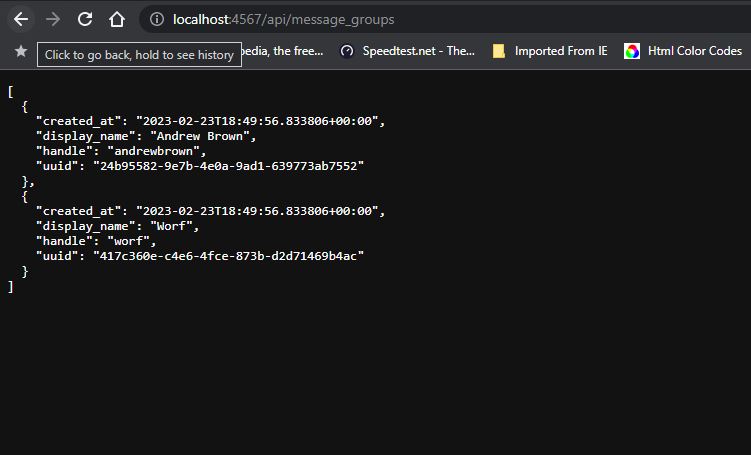 localhost:4567/api/message_groups
Click to go back, hold to see history
pedia, the free...
Speedtest.net - The...
Imported From IE
Html Color Codes
[
  {
    "created_at": "2023-02-23T18:49:56.833806+00:00",
    "display_name": "Andrew Brown",
    "handle": "andrewbrown",
    "uuid": "24b95582-9e7b-4e0a-9ad1-639773ab7552"
  },
  {
    "created_at": "2023-02-23T18:49:56.833806+00:00",
    "display_name": "Worf",
    "handle": "worf",
    "uuid": "417c360e-c4e6-4fce-873b-d2d71469b4ac"
  }
]